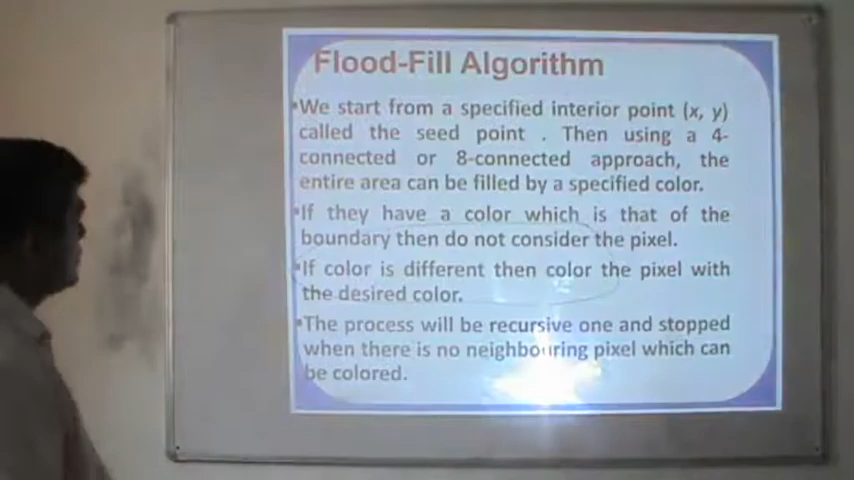 Flood-Fill Algorithm
•We start from a specified interior point (x, y)
called the seed point . Then using a 4-
connected or 8-connected approach, the
entire area can be filled by a specified color.
•If they have a color which is that of the
boundary then do not consider the pixel.
•If color is different then color the pixel with
the desired color.
•The process will be recursive one and stopped
when there is no neighbouring pixel which can
be colored.